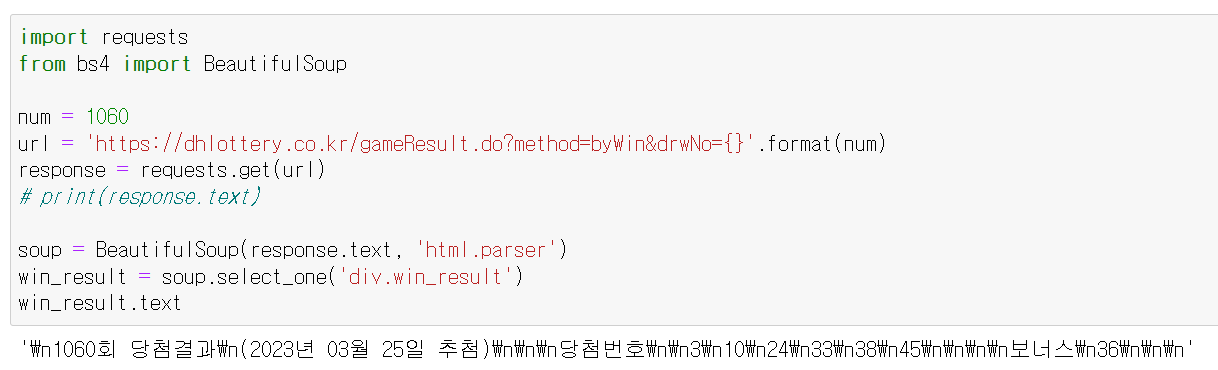 import requests
from bs4 import BeautifulSoup
num = 1060
url = 'https://dhlottery.co.kr/gameResult.do?method=byWin&drwNo={}'.format(num)
response = requests.get(url)
# print(response.text)
soup = BeautifulSoup(response.text, 'html.parser')
win_result = soup.select_one('div.win_result')
win_result.text
'₩n1060회 당첨결과₩n(2023년 03월 25일 추첨)₩n₩n₩n당첨번호₩n₩n3₩n10₩n24₩n33₩n38₩n45₩n₩n₩n₩n보너스₩n36₩n₩n₩n'